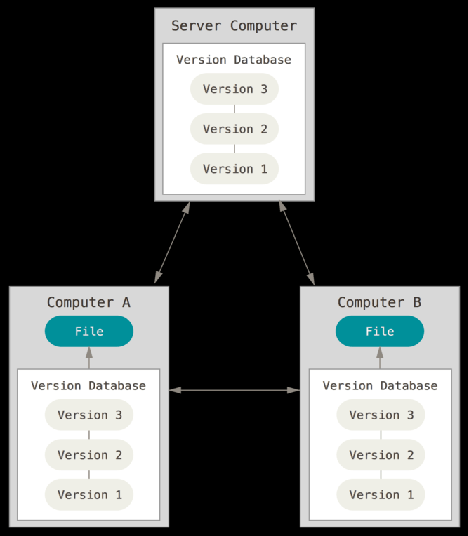 Server Computer
Version Database
Version 3
Version 2
Version 1
Computer A
File
Version Database
Version 3
Version 2
Version 1
Computer B
File
Version Database
Version 3
Version 2
Version 1